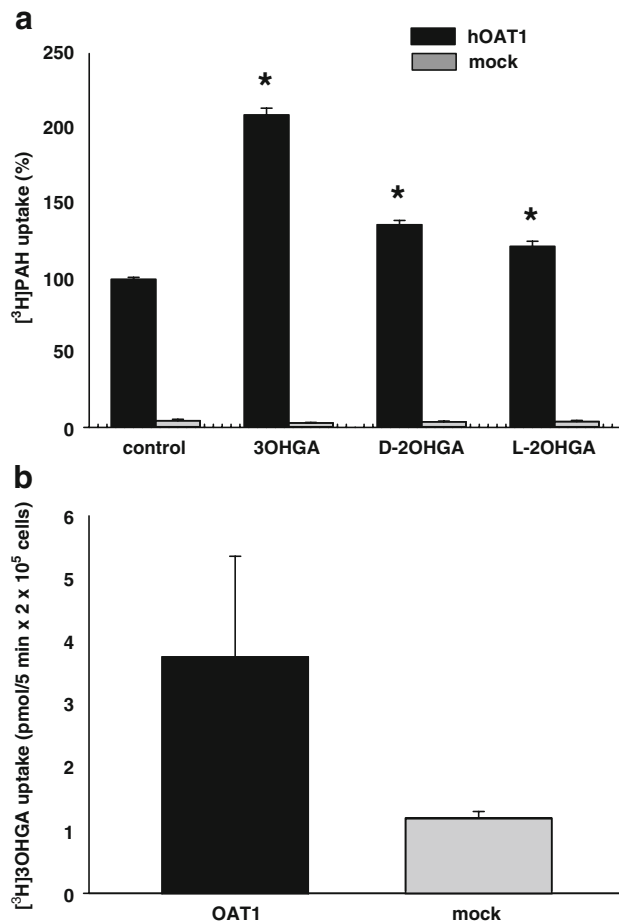 a
hOAT1
mock
[³H]PAH uptake (%)
250
200
150
100
50
0
*
*
*
control 3OHGA D-2OHGA L-2OHGA
b
[³H]3OHGA uptake (pmol/5 min x 2 x 10⁵ cells)
6
5
4
3
2
1
0
OAT1 mock